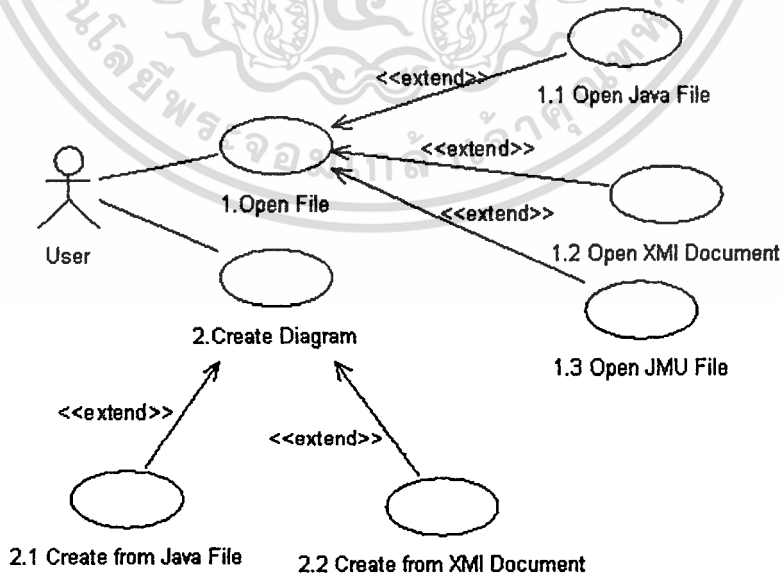 <<extend>>
1.1 Open Java File
<<extend>>
1.Open File
<<extend>>
User
1.2 Open XMI Document
2.Create Diagram
1.3 Open JMU File
<<extend>>
<<extend>>
2.1 Create from Java File
2.2 Create from XMI Document